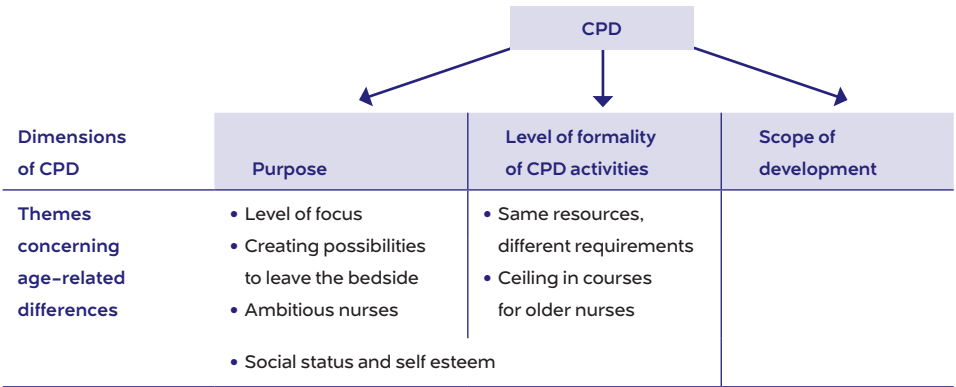 CPD
Dimensions
of CPD
Purpose
Level of formality
of CPD activities
Scope of
development
Themes
concerning
age-related
differences
• Level of focus
• Creating possibilities
to leave the bedside
• Ambitious nurses
• Same resources,
different requirements
• Ceiling in courses
for older nurses
• Social status and self esteem